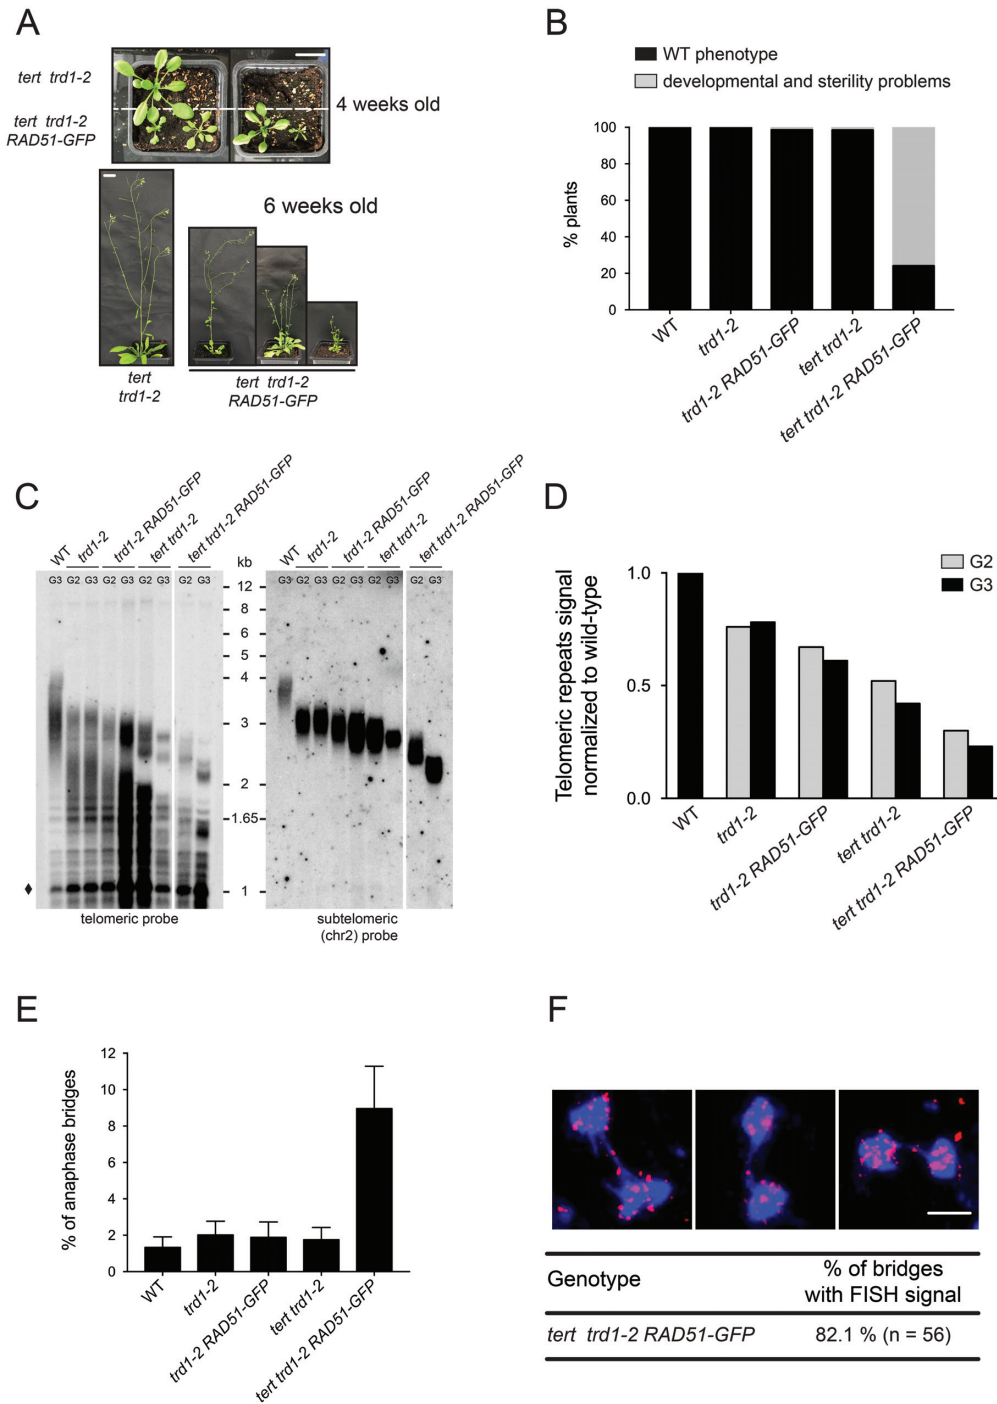 A
tert trd1-2
tert trd1-2
RAD51-GFP
4 weeks old
6 weeks old
tert
trd1-2
tert trd1-2
RAD51-GFP
B
WT phenotype
developmental and sterility problems
% plants
100
80
60
40
20
0
WT
trd1-2
trd1-2 RAD51-GFP
tert trd1-2
tert trd1-2 RAD51-GFP
C
WT
trd1-2
trd1-2 RAD51-GFP
tert trd1-2
tert trd1-2 RAD51-GFP
G3 G2 G3 G2 G3 G2 G3 G2 G3
kb
12
8
6
5
4
3
2
1.65
1
WT
trd1-2
trd1-2 RAD51-GFP
tert trd1-2
tert trd1-2 RAD51-GFP
G3 G2 G3 G2 G3 G2 G3 G2 G3
♦
telomeric probe
subtelomeric
(chr2) probe
D
G2
G3
Telomeric repeats signal
normalized to wild-type
1.0
0.5
0.0
WT
trd1-2
trd1-2 RAD51-GFP
tert trd1-2
tert trd1-2 RAD51-GFP
E
% of anaphase bridges
12
10
8
6
4
2
0
WT
trd1-2
trd1-2 RAD51-GFP
tert trd1-2
tert trd1-2 RAD51-GFP
F
Genotype
% of bridges
with FISH signal
tert trd1-2 RAD51-GFP
82.1 % (n = 56)